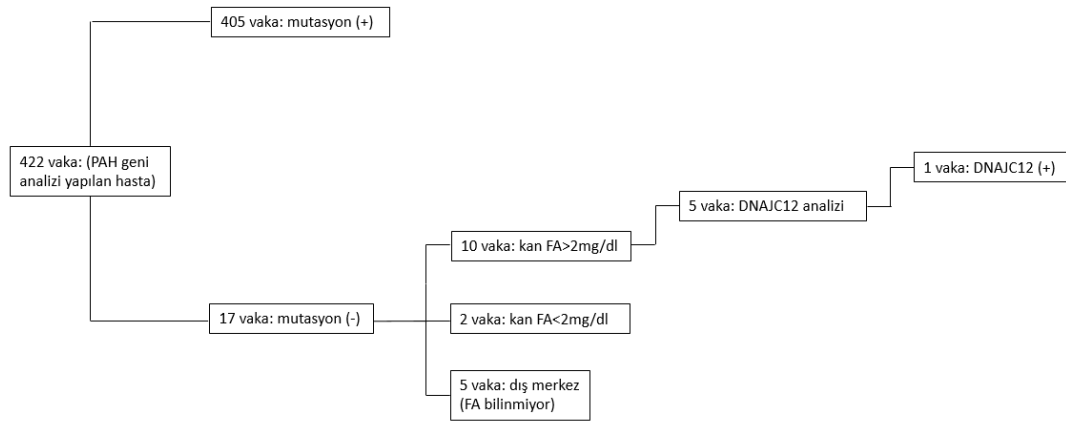 405 vaka: mutasyon (+)
422 vaka: (PAH geni
analizi yapılan hasta)
1 vaka: DNAJC12 (+)
5 vaka: DNAJC12 analizi
10 vaka: kan FA>2mg/dl
17 vaka: mutasyon (-)
2 vaka: kan FA<2mg/dl
5 vaka: dış merkez
(FA bilinmiyor)